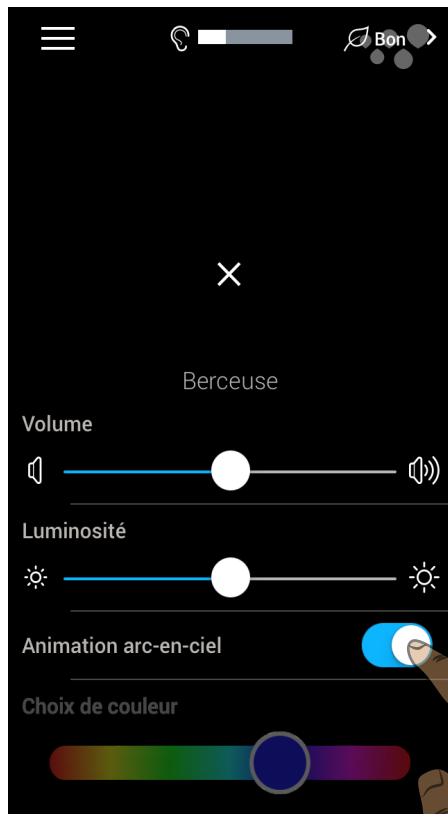 Bon
Berceuse
Volume
Luminosité
Animation arc-en-ciel
Choix de couleur